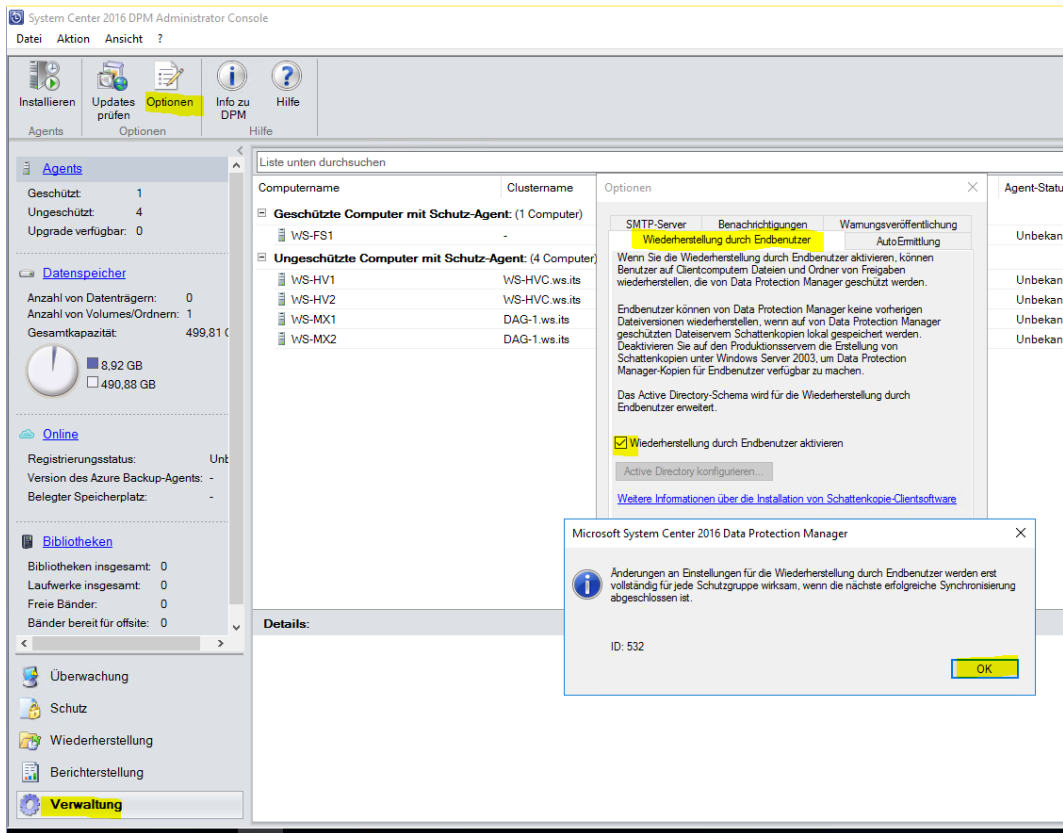 System Center 2016 DPM Administrator Console
Datei Aktion Ansicht ?
Installieren
Updates prüfen
Optionen
Info zu DPM
Hilfe
Agents
Optionen
Hilfe
Agents
Geschützt: 1
Ungeschützt: 4
Upgrade verfügbar: 0
Datenspeicher
Anzahl von Datenträgern: 0
Anzahl von Volumes/Ordnern: 1
Gesamtkapazität: 499,81
8,92 GB
490,88 GB
Online
Registrierungsstatus:
Version des Azure Backup-Agents: -
Belegter Speicherplatz: -
Bibliotheken
Bibliotheken insgesamt: 0
Laufwerke insgesamt: 0
Freie Bänder: 0
Bänder bereit für offsite: 0
Überwachung
Schutz
Wiederherstellung
Berichterstellung
Verwaltung
Liste unten durchsuchen
Computername Clustername Agent-Statu
Geschützte Computer mit Schutz-Agent: (1 Computer)
WS-FS1 - Unbekan
Ungeschützte Computer mit Schutz-Agent: (4 Computer)
WS-HV1 WS-HVC.ws.its Unbekan
WS-HV2 WS-HVC.ws.its Unbekan
WS-MX1 DAG-1.ws.its Unbekan
WS-MX2 DAG-1.ws.its Unbekan
Details:
Optionen
SMTP-Server Benachrichtigungen Warnungsveröffentlichung
Wiederherstellung durch Endbenutzer AutoErmittlung
Wenn Sie die Wiederherstellung durch Endbenutzer aktivieren, können
Benutzer auf Clientcomputern Dateien und Ordner von Freigaben
wiederherstellen, die von Data Protection Manager geschützt werden.
Endbenutzer können von Data Protection Manager keine vorherigen
Dateiversionen wiederherstellen, wenn auf von Data Protection Manager
geschützten Dateiservern Schattenkopien lokal gespeichert werden.
Deaktivieren Sie auf den Produktionsservern die Erstellung von
Schattenkopien unter Windows Server 2003, um Data Protection
Manager-Kopien für Endbenutzer verfügbar zu machen.
Das Active Directory-Schema wird für die Wiederherstellung durch
Endbenutzer erweitert.
Wiederherstellung durch Endbenutzer aktivieren
Active Directory konfigurieren...
Weitere Informationen über die Installation von Schattenkopie-Clientsoftware
Microsoft System Center 2016 Data Protection Manager
Änderungen an Einstellungen für die Wiederherstellung durch Endbenutzer werden erst
vollständig für jede Schutzgruppe wirksam, wenn die nächste erfolgreiche Synchronisierung
abgeschlossen ist.
ID: 532
OK